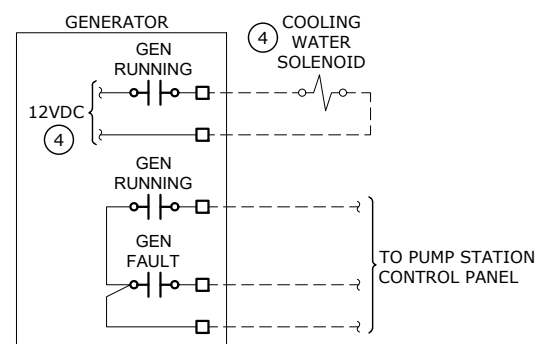 GENERATOR
4
COOLING
WATER
SOLENOID
GEN
RUNNING
12VDC
4
GEN
RUNNING
GEN
FAULT
TO PUMP STATION
CONTROL PANEL